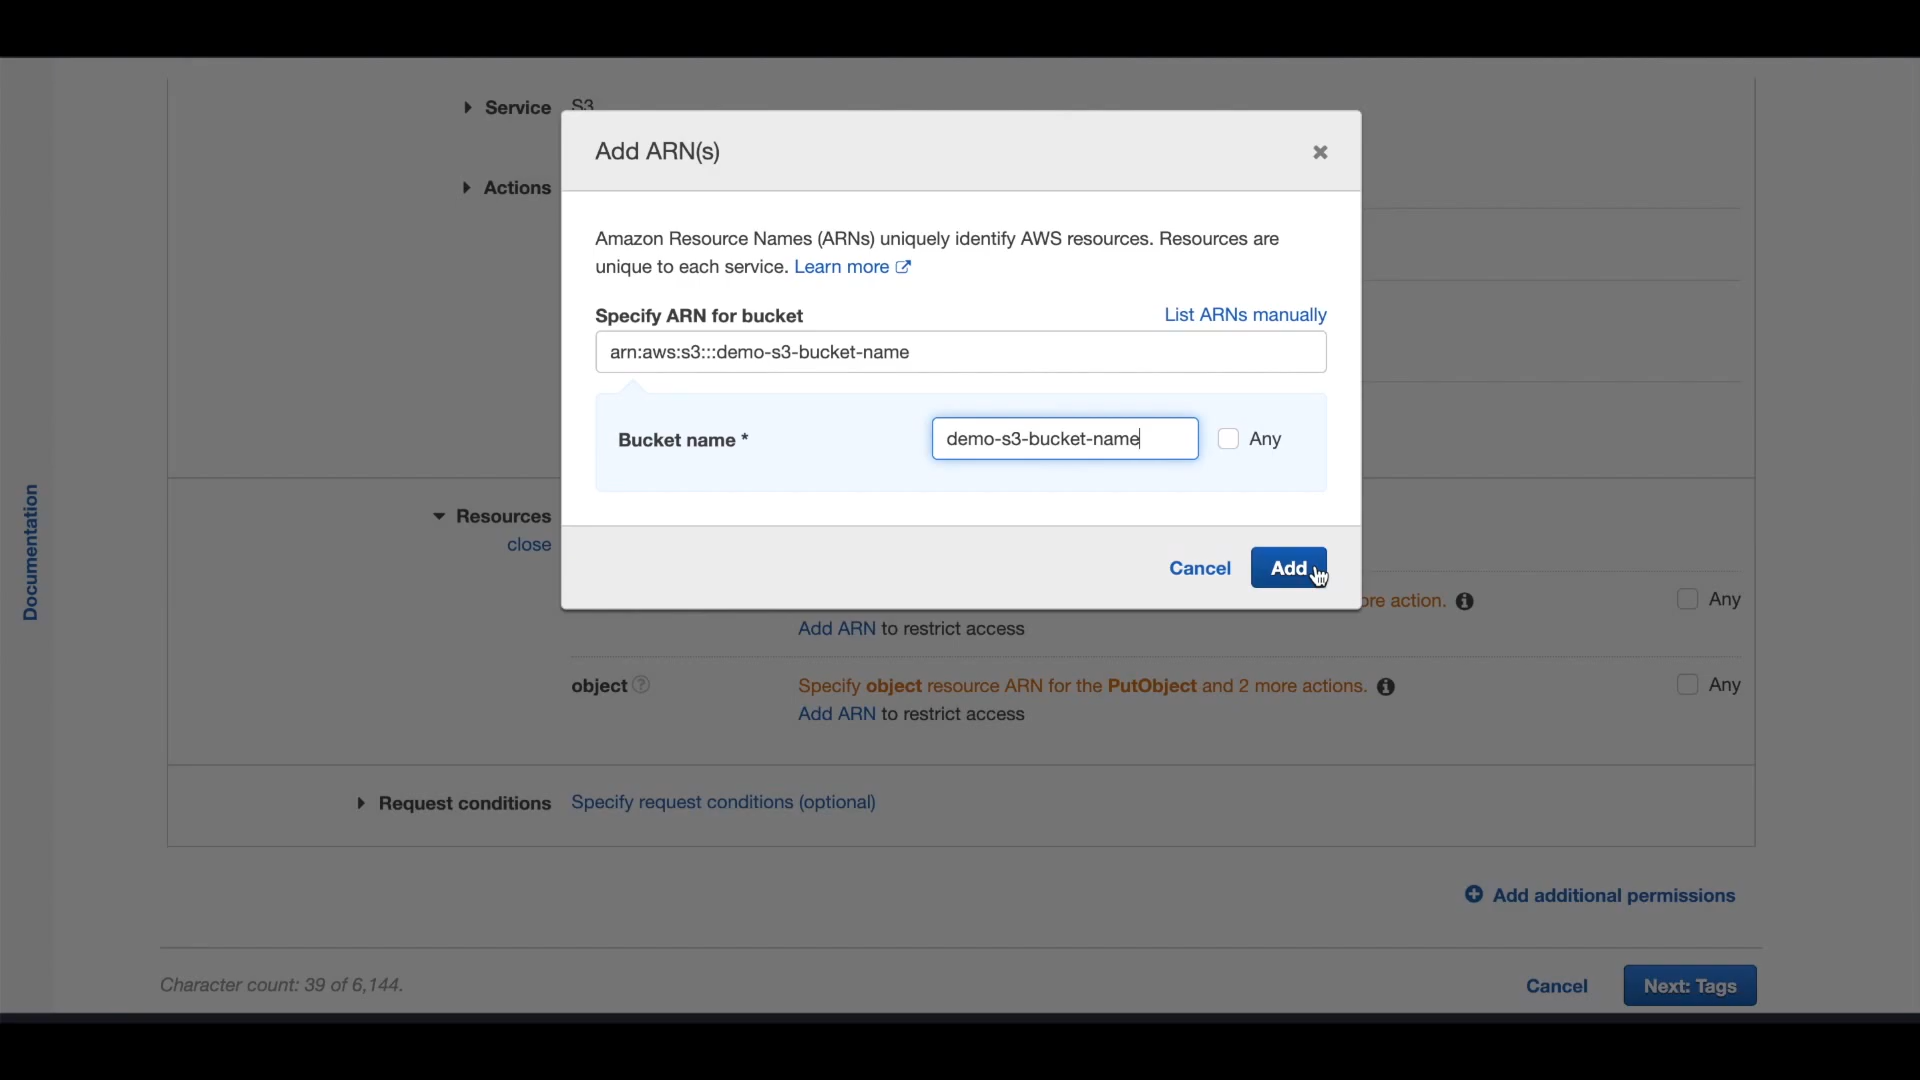 Service S3
Add ARN(s)
Actions
Amazon Resource Names (ARNs) uniquely identify AWS resources. Resources are
unique to each service. Learn more
Specify ARN for bucket
List ARNs manually
arn:aws:s3:::demo-s3-bucket-name
Bucket name *
demo-s3-bucket-name
Any
Documentation
Resources
close
Cancel
Add
ore action.
Any
Add ARN to restrict access
object
Specify object resource ARN for the PutObject and 2 more actions.
Any
Add ARN to restrict access
Request conditions
Specify request conditions (optional)
Add additional permissions
Character count: 39 of 6,144.
Cancel
Next: Tags